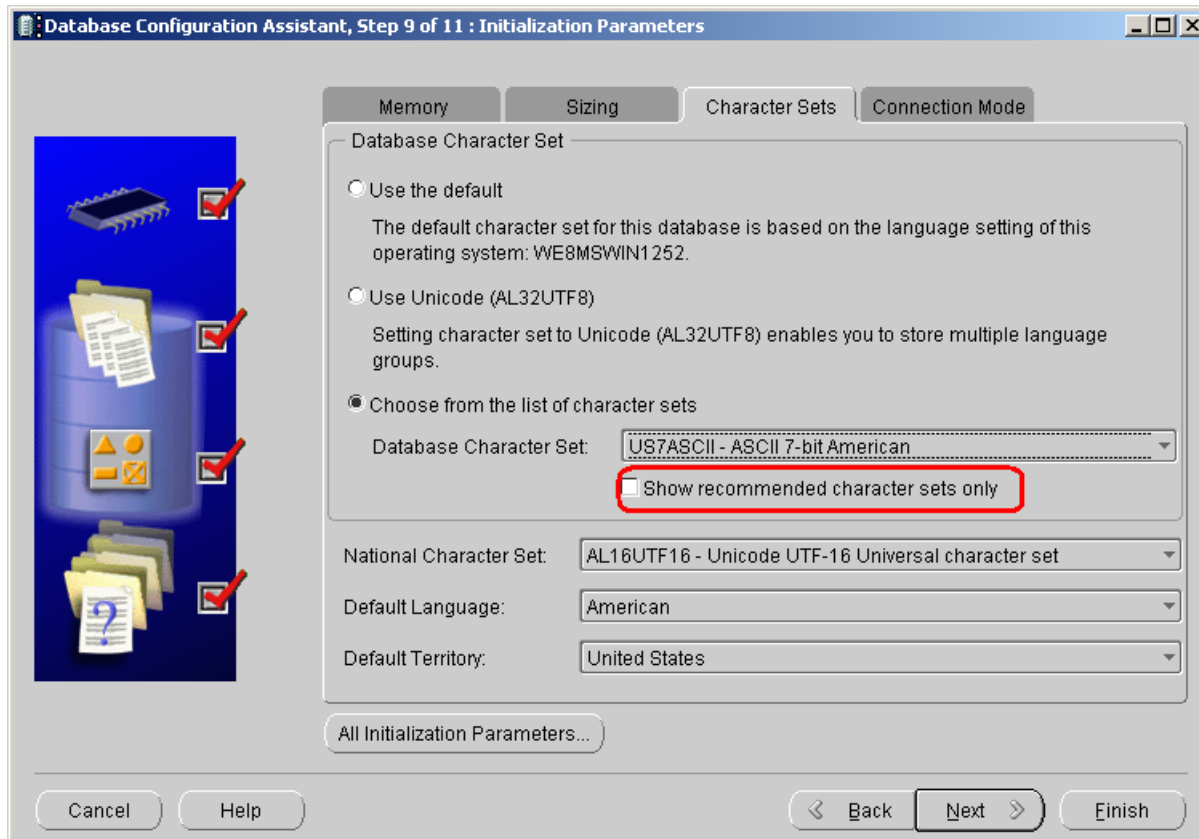 Database Configuration Assistant, Step 9 of 11 : Initialization Parameters
Memory
Sizing
Character Sets
Connection Mode
Database Character Set
Use the default
The default character set for this database is based on the language setting of this
operating system: WE8MSWIN1252.
Use Unicode (AL32UTF8)
Setting character set to Unicode (AL32UTF8) enables you to store multiple language
groups.
Choose from the list of character sets
Database Character Set: US7ASCII - ASCII 7-bit American
Show recommended character sets only
National Character Set: AL16UTF16 - Unicode UTF-16 Universal character set
Default Language: American
Default Territory: United States
?
All Initialization Parameters...
Cancel
Help
Back
Next
Finish